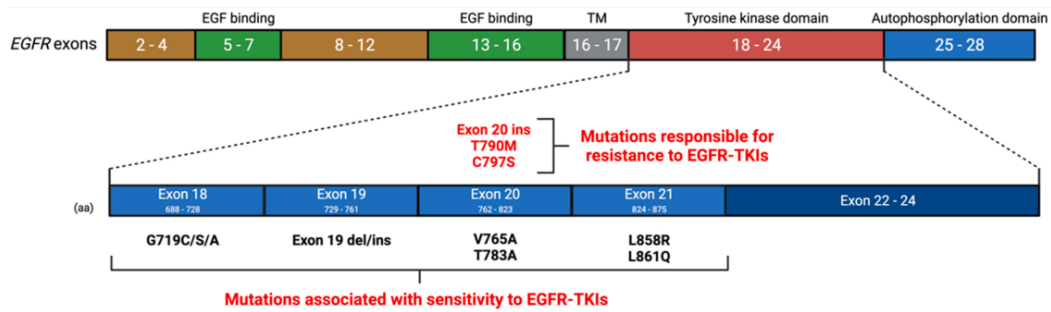 EGF binding EGF binding TM Tyrosine kinase domain Autophosphorylation domain
EGFR exons 2 - 4 5 - 7 8 - 12 13 - 16 16 - 17 18 - 24 25 - 28
Exon 20 ins
T790M
C797S
Mutations responsible for
resistance to EGFR-TKIs
(aa)
Exon 18
688 - 728
Exon 19
729 - 761
Exon 20
762 - 823
Exon 21
824 - 875
Exon 22 - 24
G719C/S/A
Exon 19 del/ins
V765A
T783A
L858R
L861Q
Mutations associated with sensitivity to EGFR-TKIs